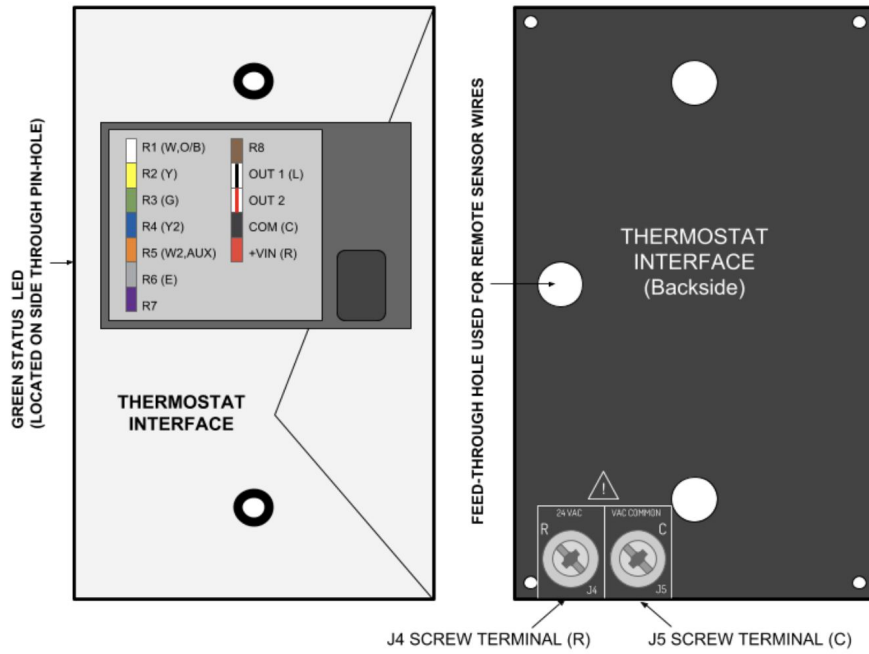 GREEN STATUS LED
(LOCATED ON SIDE THROUGH PIN-HOLE)
R1 (W,O/B)
R2 (Y)
R3 (G)
R4 (Y2)
R5 (W2,AUX)
R6 (E)
R7
R8
OUT 1 (L)
OUT 2
COM (C)
+VIN (R)
THERMOSTAT
INTERFACE
FEED-THROUGH HOLE USED FOR REMOTE SENSOR WIRES
THERMOSTAT
INTERFACE
(Backside)
!
24 VAC
VAC COMMON
R
C
J4
J5
J4 SCREW TERMINAL (R)
J5 SCREW TERMINAL (C)